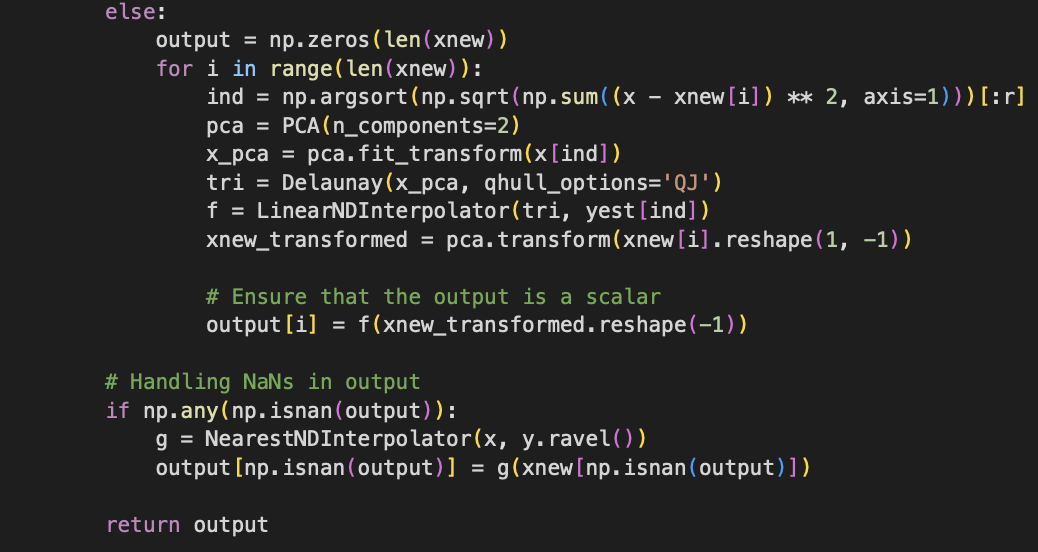 else:
    output = np.zeros(len(xnew))
    for i in range(len(xnew)):
        ind = np.argsort(np.sqrt(np.sum((x - xnew[i]) ** 2, axis=1)))[:r]
        pca = PCA(n_components=2)
        x_pca = pca.fit_transform(x[ind])
        tri = Delaunay(x_pca, qhull_options='QJ')
        f = LinearNDInterpolator(tri, yest[ind])
        xnew_transformed = pca.transform(xnew[i].reshape(1, -1))

        # Ensure that the output is a scalar
        output[i] = f(xnew_transformed.reshape(-1))

# Handling NaNs in output
if np.any(np.isnan(output)):
    g = NearestNDInterpolator(x, y.ravel())
    output[np.isnan(output)] = g(xnew[np.isnan(output)])

return output